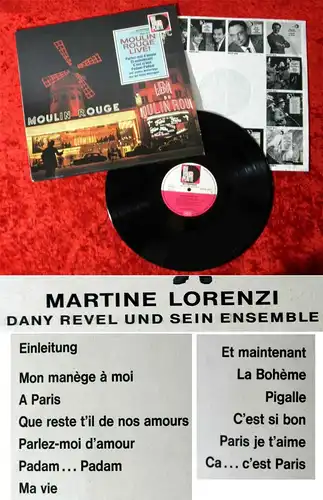 MOULIN
ROUGE
LIVE!
MOULIN ROUGE
MOULIN ROU
GERMINAL
MARTINE LORENZI
DANY REVEL UND SEIN ENSEMBLE
Einleitung
Mon manège à moi
A Paris
Que reste t'il de nos amours
Parlez-moi d'amour
Padam... Padam
Ma vie
Et maintenant
La Bohème
Pigalle
C'est si bon
Paris je t'aime
Ca... c'est Paris